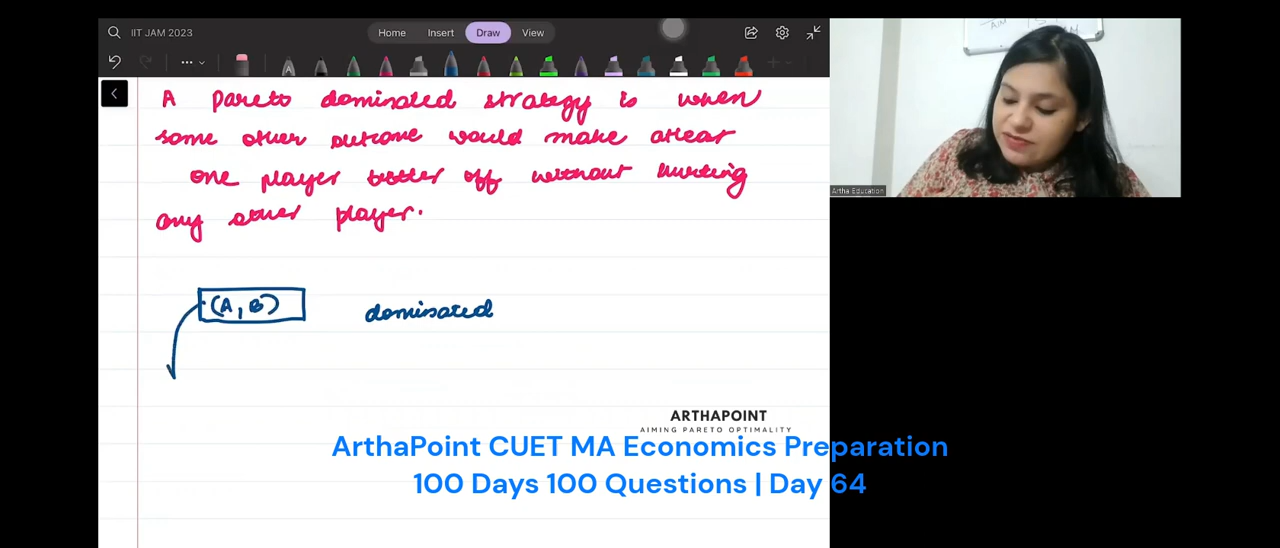 IIT JAM 2023
Home Insert Draw View
A pareto dominated strategy is when
some other outcome would make atleast
one player better off without hurting
any other player.
(A, B) dominated
Artha Education
ARTHAPOINT
AIMING PARETO OPTIMALITY
ArthaPoint CUET MA Economics Preparation
100 Days 100 Questions | Day 64